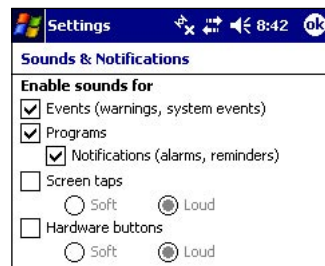 Settings 8:42 ok
Sounds & Notifications
Enable sounds for
Events (warnings, system events)
Programs
Notifications (alarms, reminders)
Screen taps
Soft Loud
Hardware buttons
Soft Loud